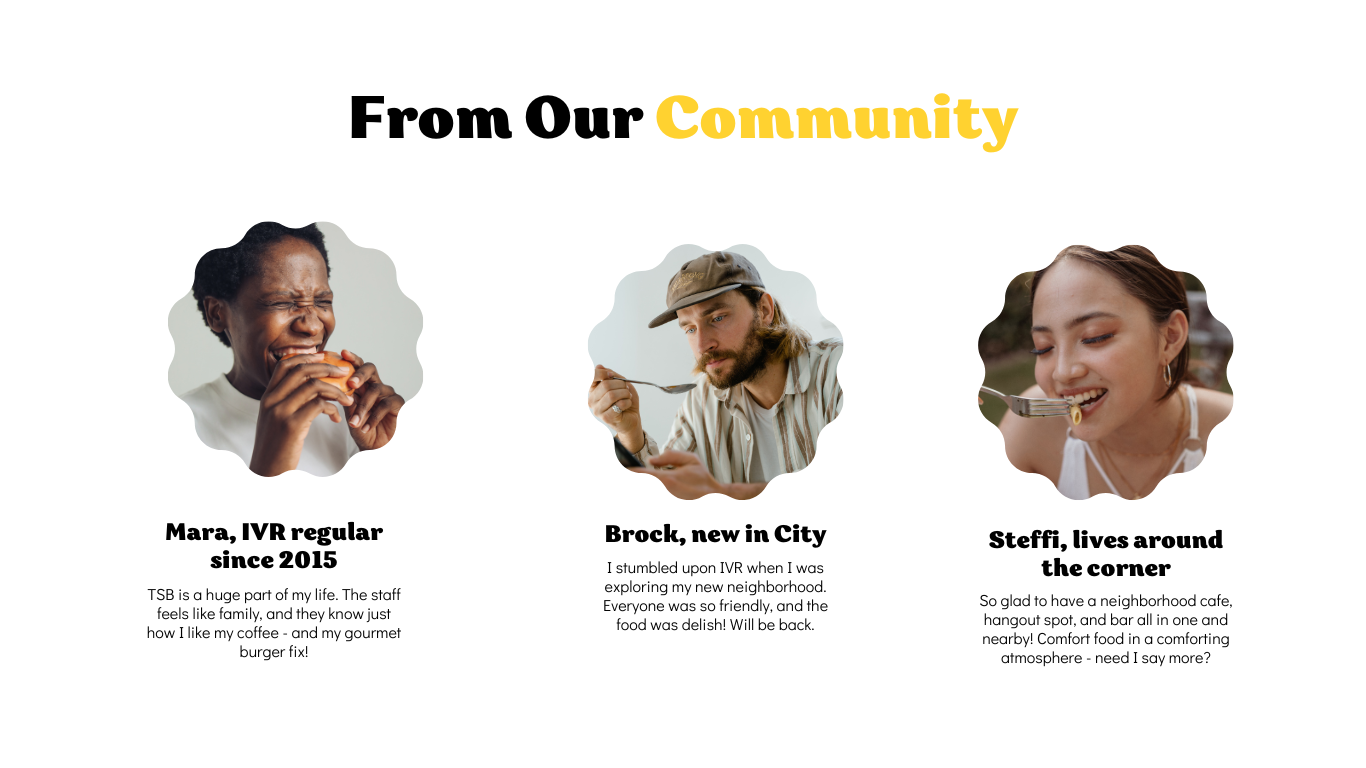 From Our Community
Mara, IVR regular
since 2015
TSB is a huge part of my life. The staff
feels like family, and they know just
how I like my coffee - and my gourmet
burger fix!
Brock, new in City
I stumbled upon IVR when I was
exploring my new neighborhood.
Everyone was so friendly, and the
food was delish! Will be back.
Steffi, lives around
the corner
So glad to have a neighborhood cafe,
hangout spot, and bar all in one and
nearby! Comfort food in a comforting
atmosphere - need I say more?